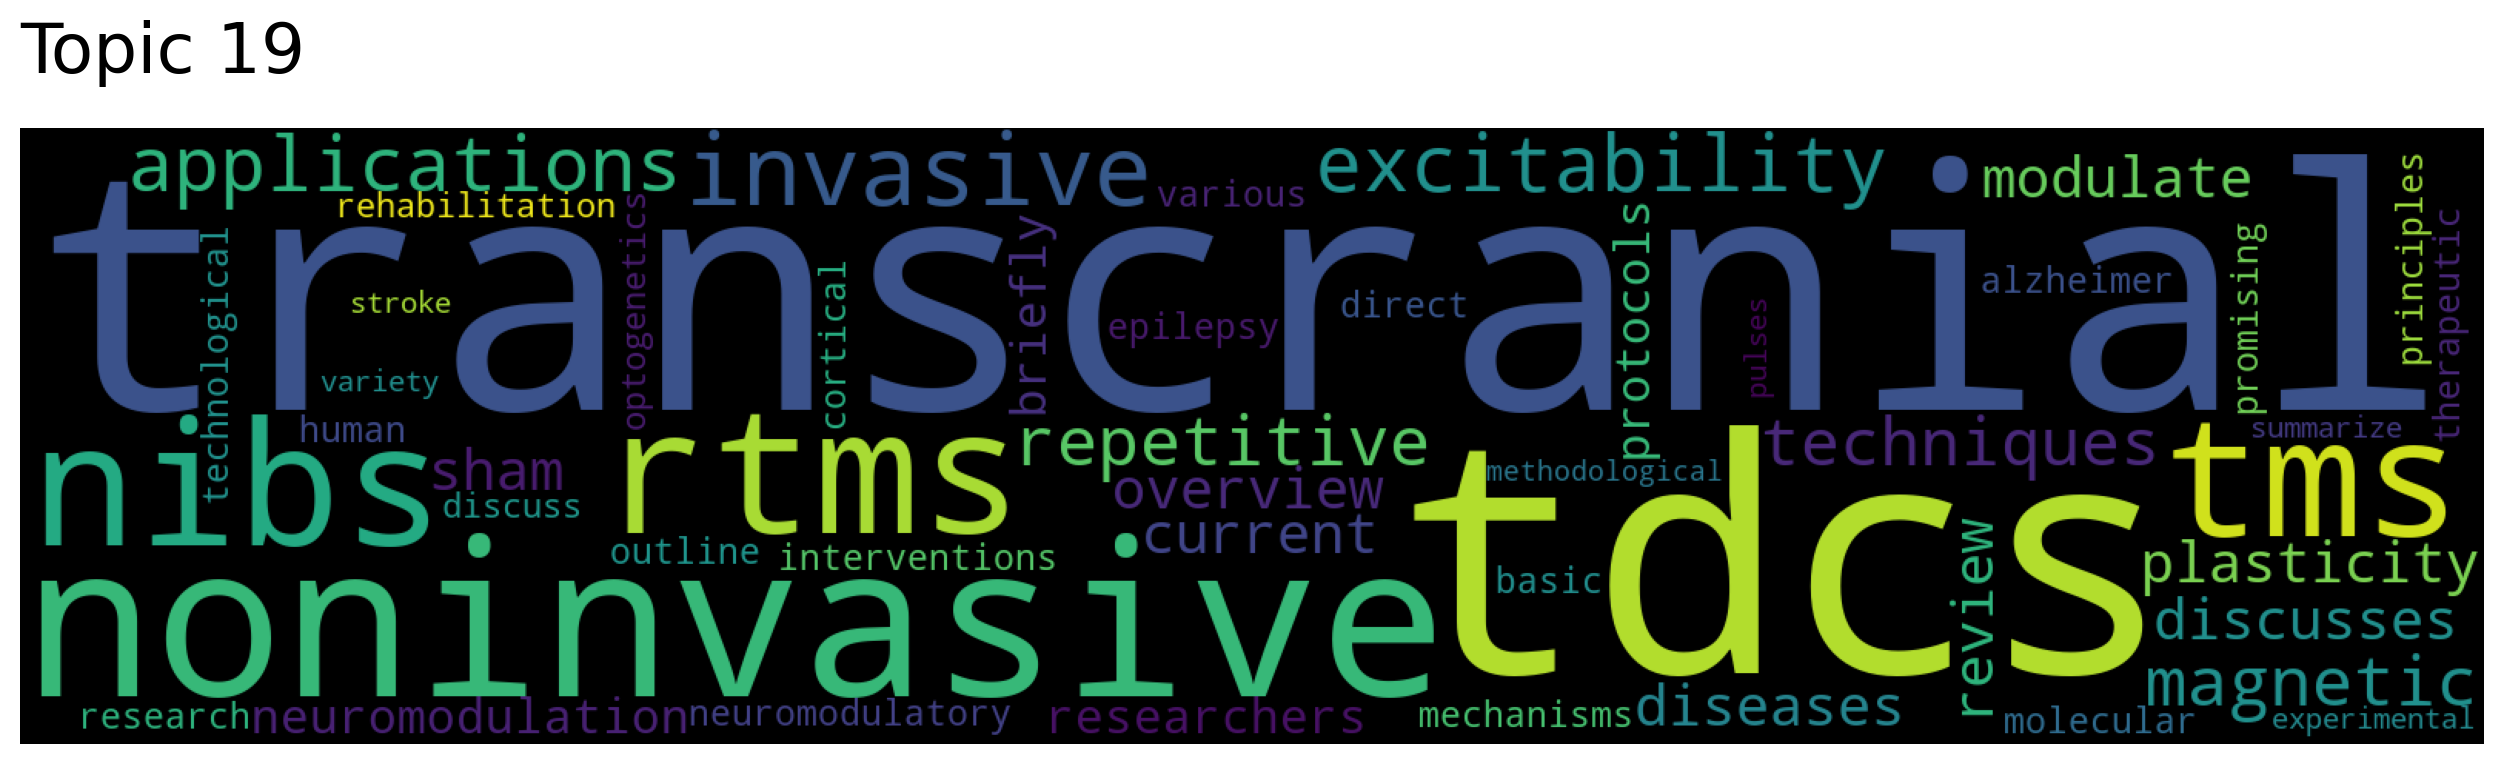 Topic 19
applications
invasive
various
excitability
modulate
principles
rehabilitation
optogenetics
transcranial
technological
stroke
variety
cortical
briefly
epilepsy
direct
protocols
pulses
alzheimer
promising
therapeutic
human
nibs
sham
discuss
rtms
repetitive
overview
current
methodological
techniques
tms
summarize
outline
interventions
noninvasive
tdcs
basic
review
plasticity
discusses
magnetic
research
neuromodulation
neuromodulatory
researchers
mechanisms
diseases
molecular
experimental